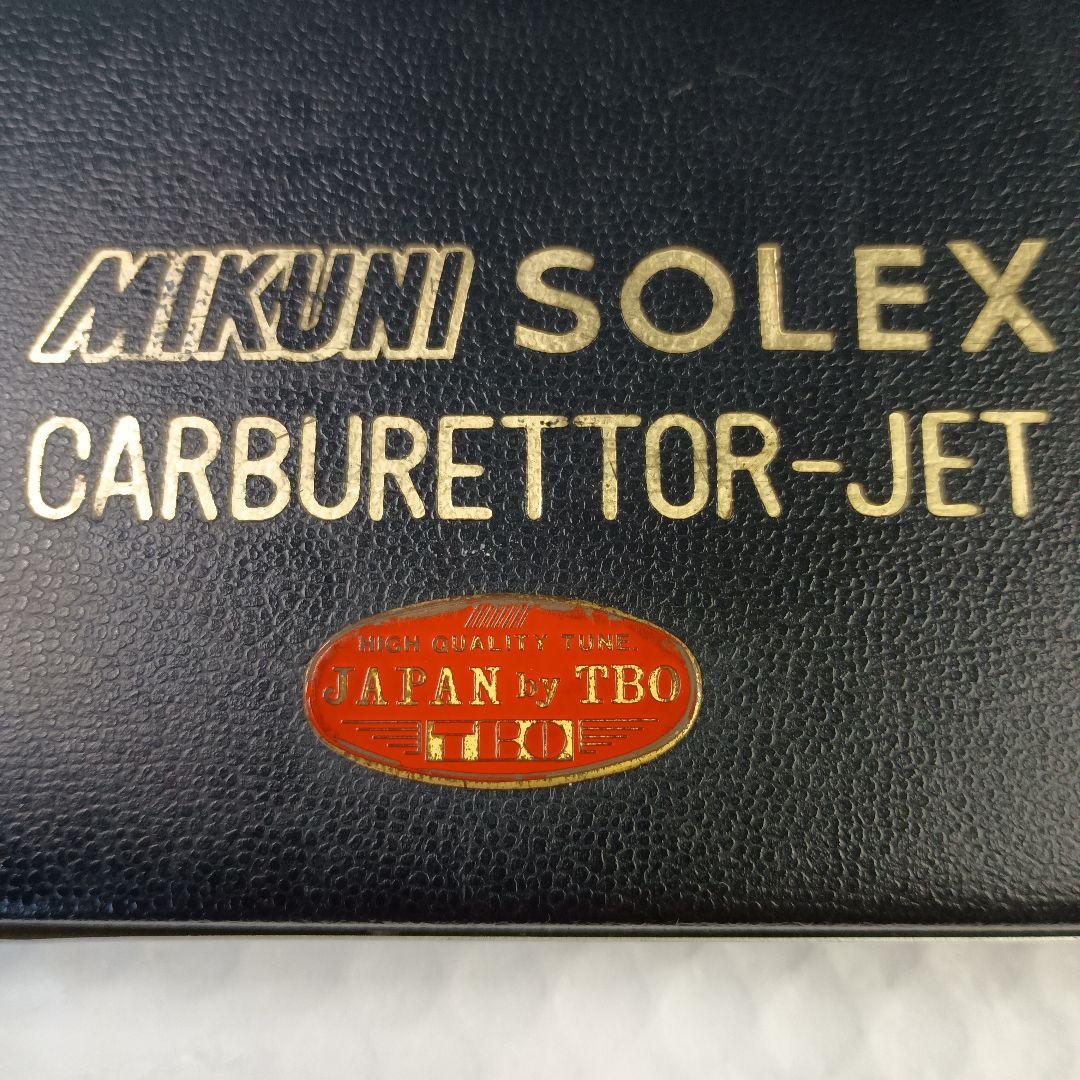 MIKUNI SOLEX
CARBURETTOR-JET
HIGH QUALITY TUNE.
JAPAN by TBO
TBO